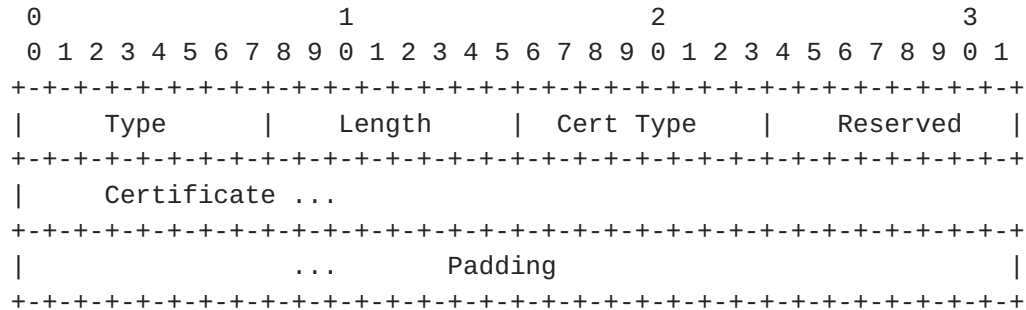 0                   1                   2                   3
 0 1 2 3 4 5 6 7 8 9 0 1 2 3 4 5 6 7 8 9 0 1 2 3 4 5 6 7 8 9 0 1
+-+-+-+-+-+-+-+-+-+-+-+-+-+-+-+-+-+-+-+-+-+-+-+-+-+-+-+-+-+-+-+-+
|     Type      |    Length     |  Cert Type    |    Reserved   |
+-+-+-+-+-+-+-+-+-+-+-+-+-+-+-+-+-+-+-+-+-+-+-+-+-+-+-+-+-+-+-+-+
|     Certificate ...
+-+-+-+-+-+-+-+-+-+-+-+-+-+-+-+-+-+-+-+-+-+-+-+-+-+-+-+-+-+-+-+-+
|                 ...       Padding                             |
+-+-+-+-+-+-+-+-+-+-+-+-+-+-+-+-+-+-+-+-+-+-+-+-+-+-+-+-+-+-+-+-+